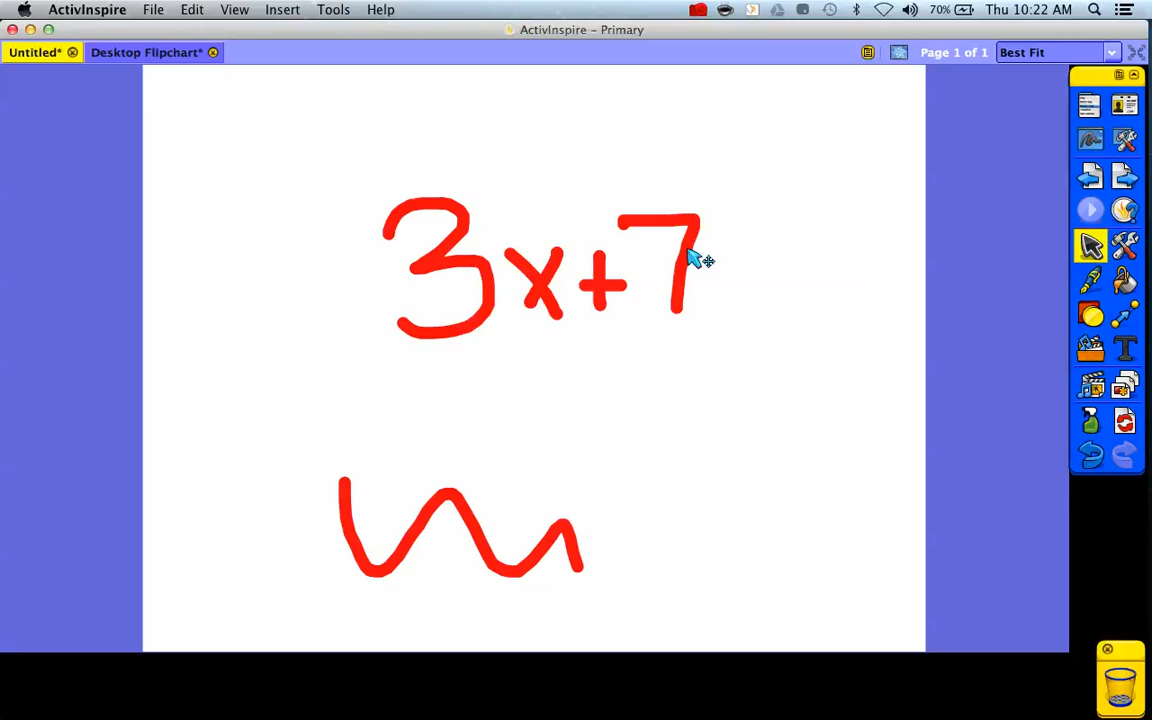 ActivInspire File Edit View Insert Tools Help 70% Thu 10:22 AM
ActivInspire – Primary
Untitled* Desktop Flipchart* Page 1 of 1 Best Fit
3x+7